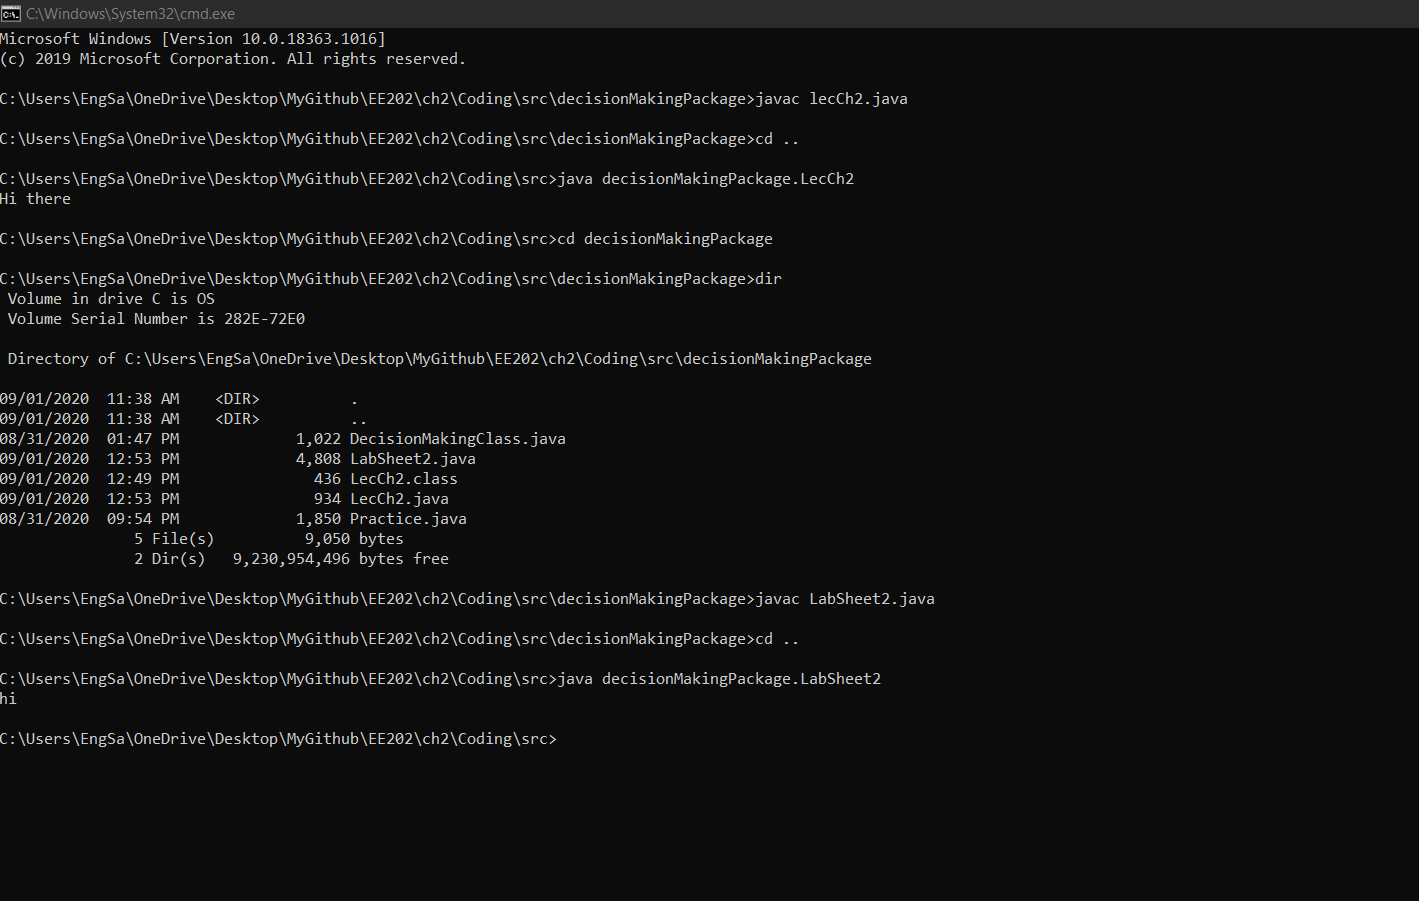 C:\Windows\System32\cmd.exe
Microsoft Windows [Version 10.0.18363.1016]
(c) 2019 Microsoft Corporation. All rights reserved.
C:\Users\EngSa\OneDrive\Desktop\MyGithub\EE202\ch2\Coding\src\decisionMakingPackage>javac lecCh2.java
C:\Users\EngSa\OneDrive\Desktop\MyGithub\EE202\ch2\Coding\src\decisionMakingPackage>cd ..
C:\Users\EngSa\OneDrive\Desktop\MyGithub\EE202\ch2\Coding\src>java decisionMakingPackage.LecCh2
Hi there
C:\Users\EngSa\OneDrive\Desktop\MyGithub\EE202\ch2\Coding\src>cd decisionMakingPackage
C:\Users\EngSa\OneDrive\Desktop\MyGithub\EE202\ch2\Coding\src\decisionMakingPackage>dir
 Volume in drive C is OS
 Volume Serial Number is 282E-72E0
 Directory of C:\Users\EngSa\OneDrive\Desktop\MyGithub\EE202\ch2\Coding\src\decisionMakingPackage
09/01/2020  11:38 AM    <DIR>          .
09/01/2020  11:38 AM    <DIR>          ..
08/31/2020  01:47 PM             1,022 DecisionMakingClass.java
09/01/2020  12:53 PM             4,808 LabSheet2.java
09/01/2020  12:49 PM               436 LecCh2.class
09/01/2020  12:53 PM               934 LecCh2.java
08/31/2020  09:54 PM             1,850 Practice.java
               5 File(s)          9,050 bytes
               2 Dir(s)   9,230,954,496 bytes free
C:\Users\EngSa\OneDrive\Desktop\MyGithub\EE202\ch2\Coding\src\decisionMakingPackage>javac LabSheet2.java
C:\Users\EngSa\OneDrive\Desktop\MyGithub\EE202\ch2\Coding\src\decisionMakingPackage>cd ..
C:\Users\EngSa\OneDrive\Desktop\MyGithub\EE202\ch2\Coding\src>java decisionMakingPackage.LabSheet2
hi
C:\Users\EngSa\OneDrive\Desktop\MyGithub\EE202\ch2\Coding\src>